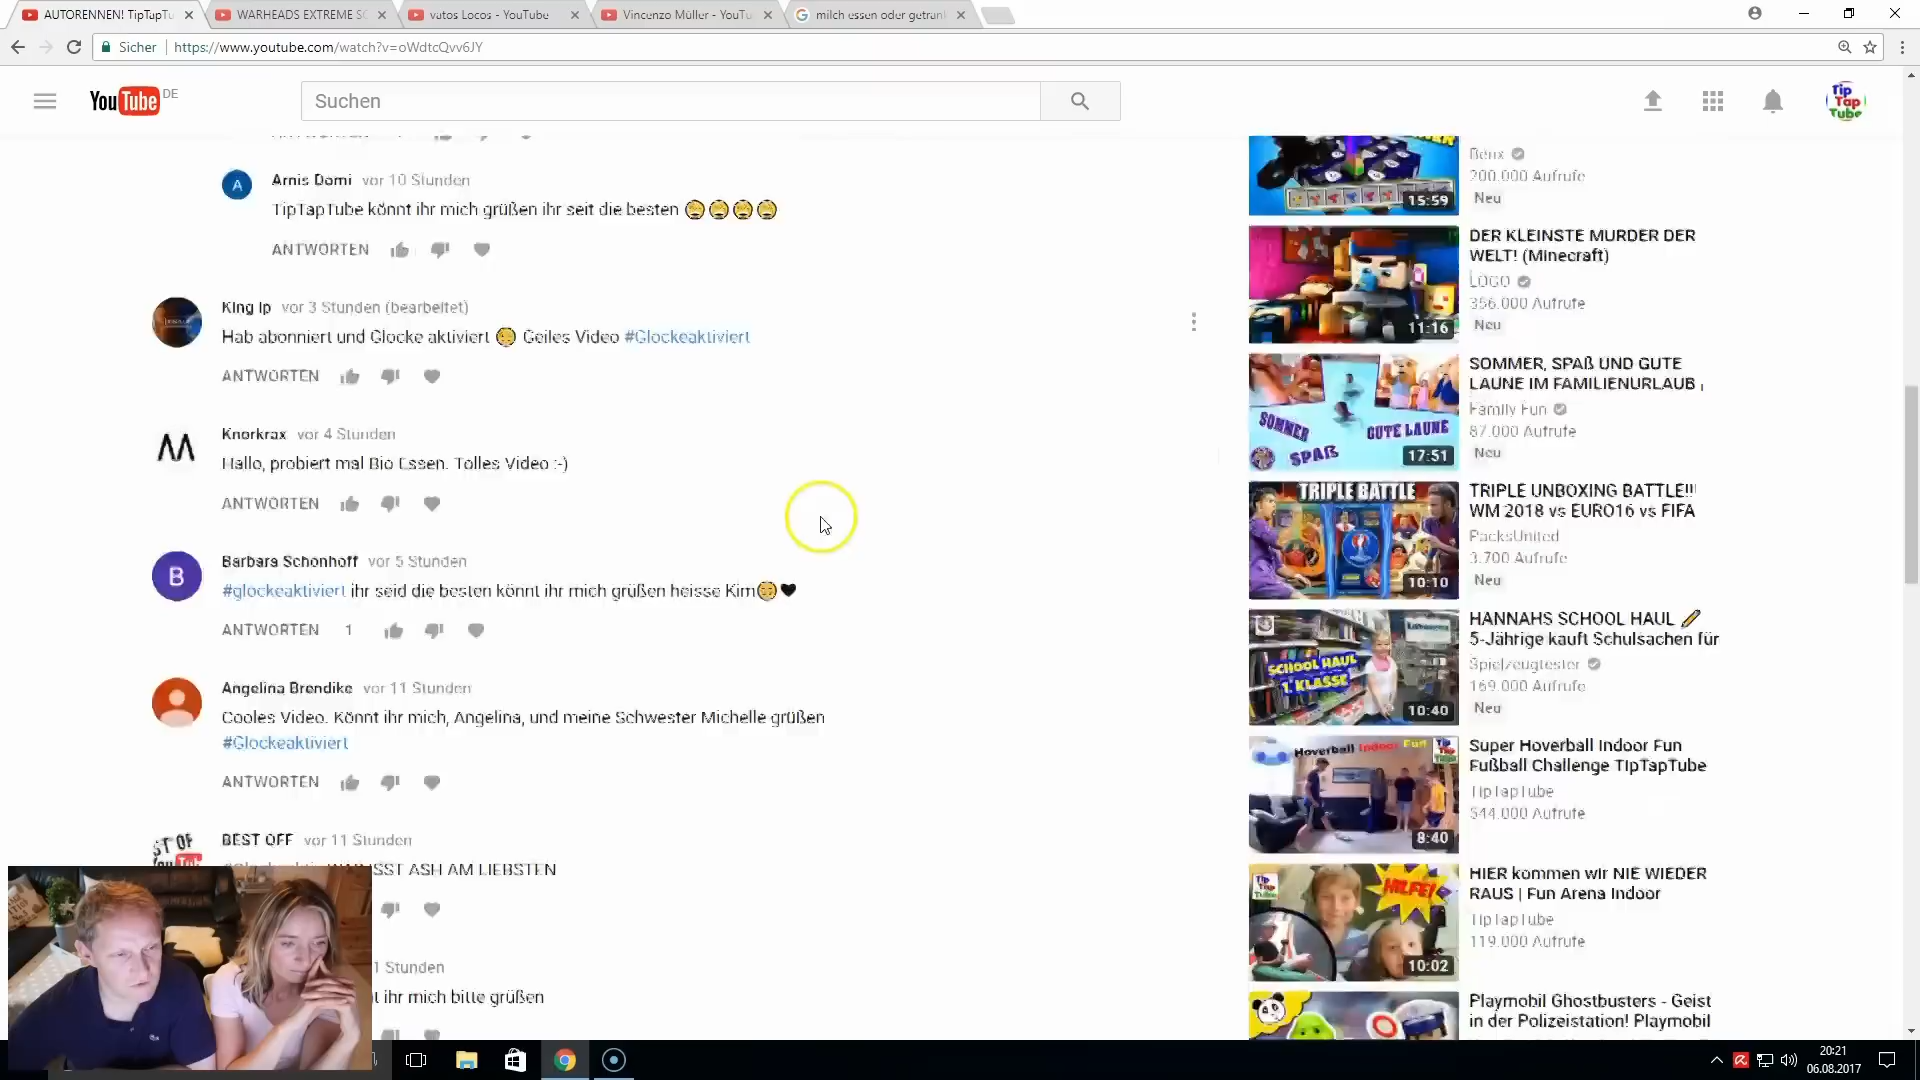 AUTORENNEN! TipTapTu
WARHEADS EXTREME SO
vatos Locos - YouTube
Vincenzo Müller - YouTu
milch essen oder getrank
Sicher
https://www.youtube.com/watch?v=oWdtcQvv6JY
YouTube DE
Suchen
Tip
Tap
Tube
Arnis Domi vor 10 Stunden
TipTapTube könnt ihr mich grüßen ihr seit die besten
ANTWORTEN
King Ip vor 3 Stunden (bearbeitet)
Hab abonniert und Glocke aktiviert Geiles Video #Glockeaktiviert
ANTWORTEN
Knorkrax vor 4 Stunden
Hallo, probiert mal Bio Essen. Tolles Video :-)
ANTWORTEN
B
Barbara Schonhoff vor 5 Stunden
#glockeaktiviert ihr seid die besten könnt ihr mich grüßen heisse Kim
ANTWORTEN 1
Angelina Brendike vor 11 Stunden
Cooles Video. Könnt ihr mich, Angelina, und meine Schwester Michelle grüßen
#Glockeaktiviert
ANTWORTEN
BEST OFF vor 11 Stunden
SST ASH AM LIEBSTEN
1 Stunden
t ihr mich bitte grüßen
15:59
Benx
200.000 Aufrufe
Neu
11:16
DER KLEINSTE MURDER DER
WELT! (Minecraft)
LOGO
356.000 Aufrufe
Neu
SOMMER
SPAß
GUTE LAUNE
17:51
SOMMER, SPAß UND GUTE
LAUNE IM FAMILIENURLAUB
Family Fun
87.000 Aufrufe
Neu
TRIPLE BATTLE
10:10
TRIPLE UNBOXING BATTLE!!!
WM 2018 vs EURO16 vs FIFA
PacksUnited
3.700 Aufrufe
Neu
SCHOOL HAUL
1. KLASSE
10:40
HANNAHS SCHOOL HAUL
5-Jährige kauft Schulsachen für
Spielzeugtester
169.000 Aufrufe
Neu
Hoverball Indoor Fun
8:40
Super Hoverball Indoor Fun
Fußball Challenge TipTapTube
TipTapTube
544.000 Aufrufe
HILFE!
10:02
HIER kommen wir NIE WIEDER
RAUS | Fun Arena Indoor
TipTapTube
119.000 Aufrufe
Playmobil Ghostbusters - Geist
in der Polizeistation! Playmobil
20:21
06.08.2017